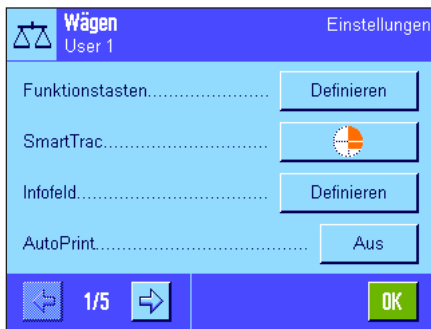 Wägen
Einstellungen
User 1
Funktionstasten........................ Definieren
SmartTrac.................................
Infofeld..................................... Definieren
AutoPrint.......................................... Aus
1/5
OK